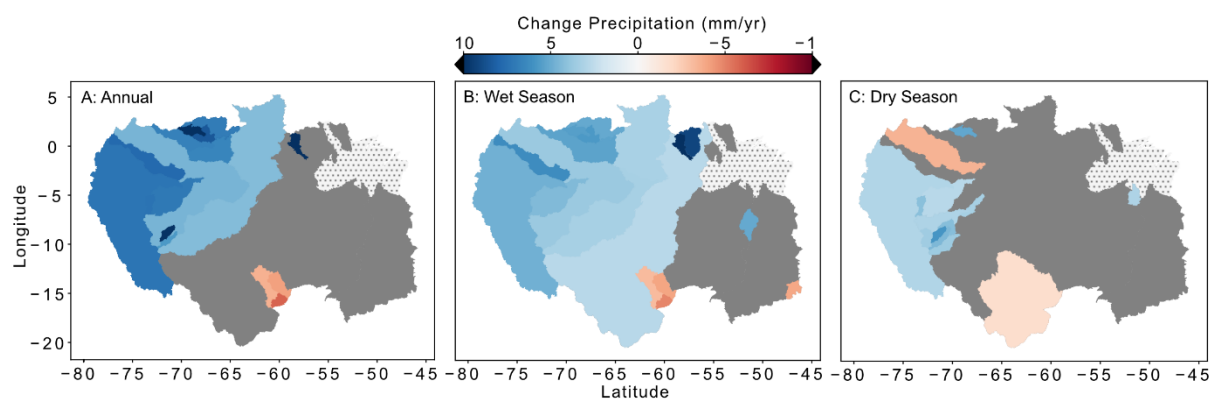 Change Precipitation (mm/yr)
10 5 0 −5 −1
A: Annual
B: Wet Season
C: Dry Season
5
0
−5
−10
−15
−20
Longitude
−80 −75 −70 −65 −60 −55 −50 −45 −80 −75 −70 −65 −60 −55 −50 −45 −80 −75 −70 −65 −60 −55 −50 −45
Latitude